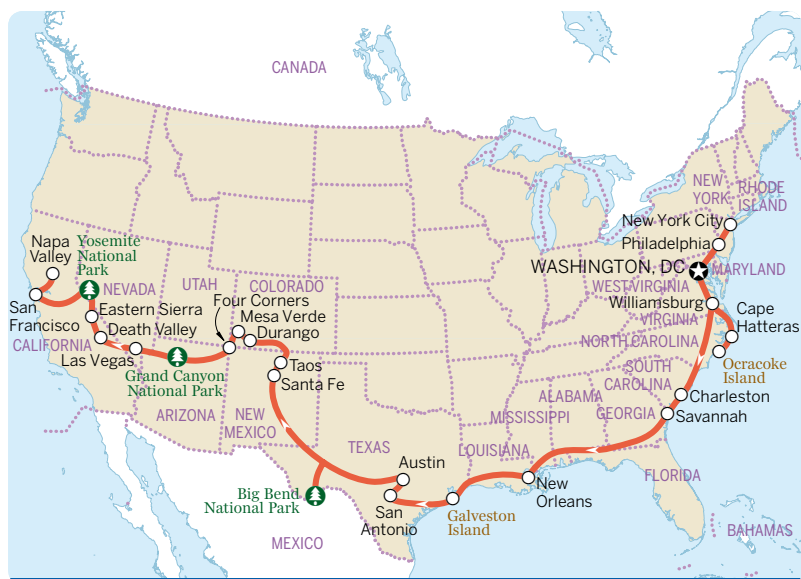 CANADA
NEW
YORK
RHODE
ISLAND
New York City
Philadelphia
WASHINGTON, DC
MARYLAND
WEST VIRGINIA
Williamsburg
VIRGINIA
Cape
Hatteras
NORTH CAROLINA
Ocracoke
Island
SOUTH
CAROLINA
Charleston
Savannah
GEORGIA
ALABAMA
MISSISSIPPI
LOUISIANA
FLORIDA
BAHAMAS
New
Orleans
Galveston
Island
Austin
San
Antonio
TEXAS
Big Bend
National Park
MEXICO
NEW
MEXICO
ARIZONA
Santa Fe
Taos
Durango
Mesa Verde
Four Corners
COLORADO
UTAH
NEVADA
Grand Canyon
National Park
Las Vegas
Death Valley
Eastern Sierra
Yosemite
National
Park
Napa
Valley
San
Francisco
CALIFORNIA